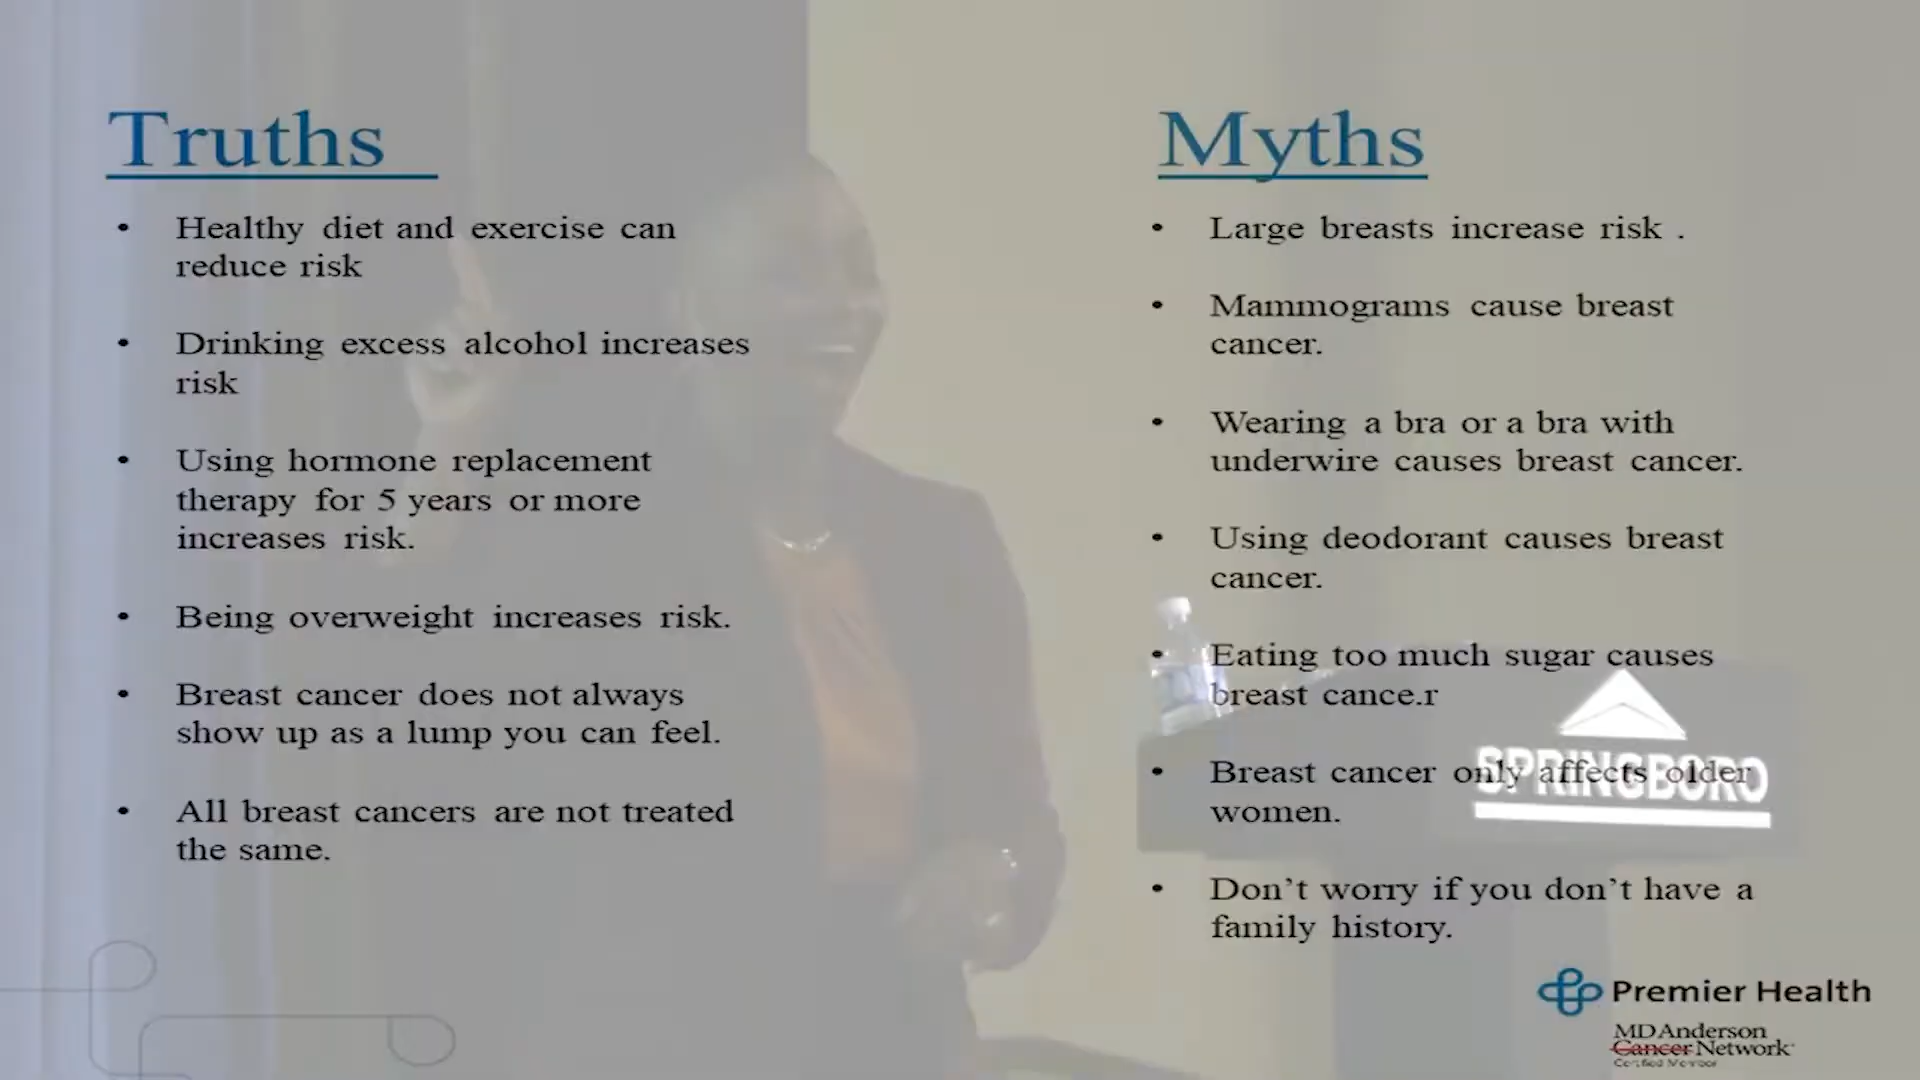 Truths
• Healthy diet and exercise can
reduce risk
• Drinking excess alcohol increases
risk
• Using hormone replacement
therapy for 5 years or more
increases risk.
• Being overweight increases risk.
• Breast cancer does not always
show up as a lump you can feel.
• All breast cancers are not treated
the same.
Myths
• Large breasts increase risk .
• Mammograms cause breast
cancer.
• Wearing a bra or a bra with
underwire causes breast cancer.
• Using deodorant causes breast
cancer.
• Eating too much sugar causes
breast cance.r
• Breast cancer only affects older
women.
• Don’t worry if you don’t have a
family history.
SPRINGBORO
Premier Health
MD Anderson
Cancer Network
Certified Member